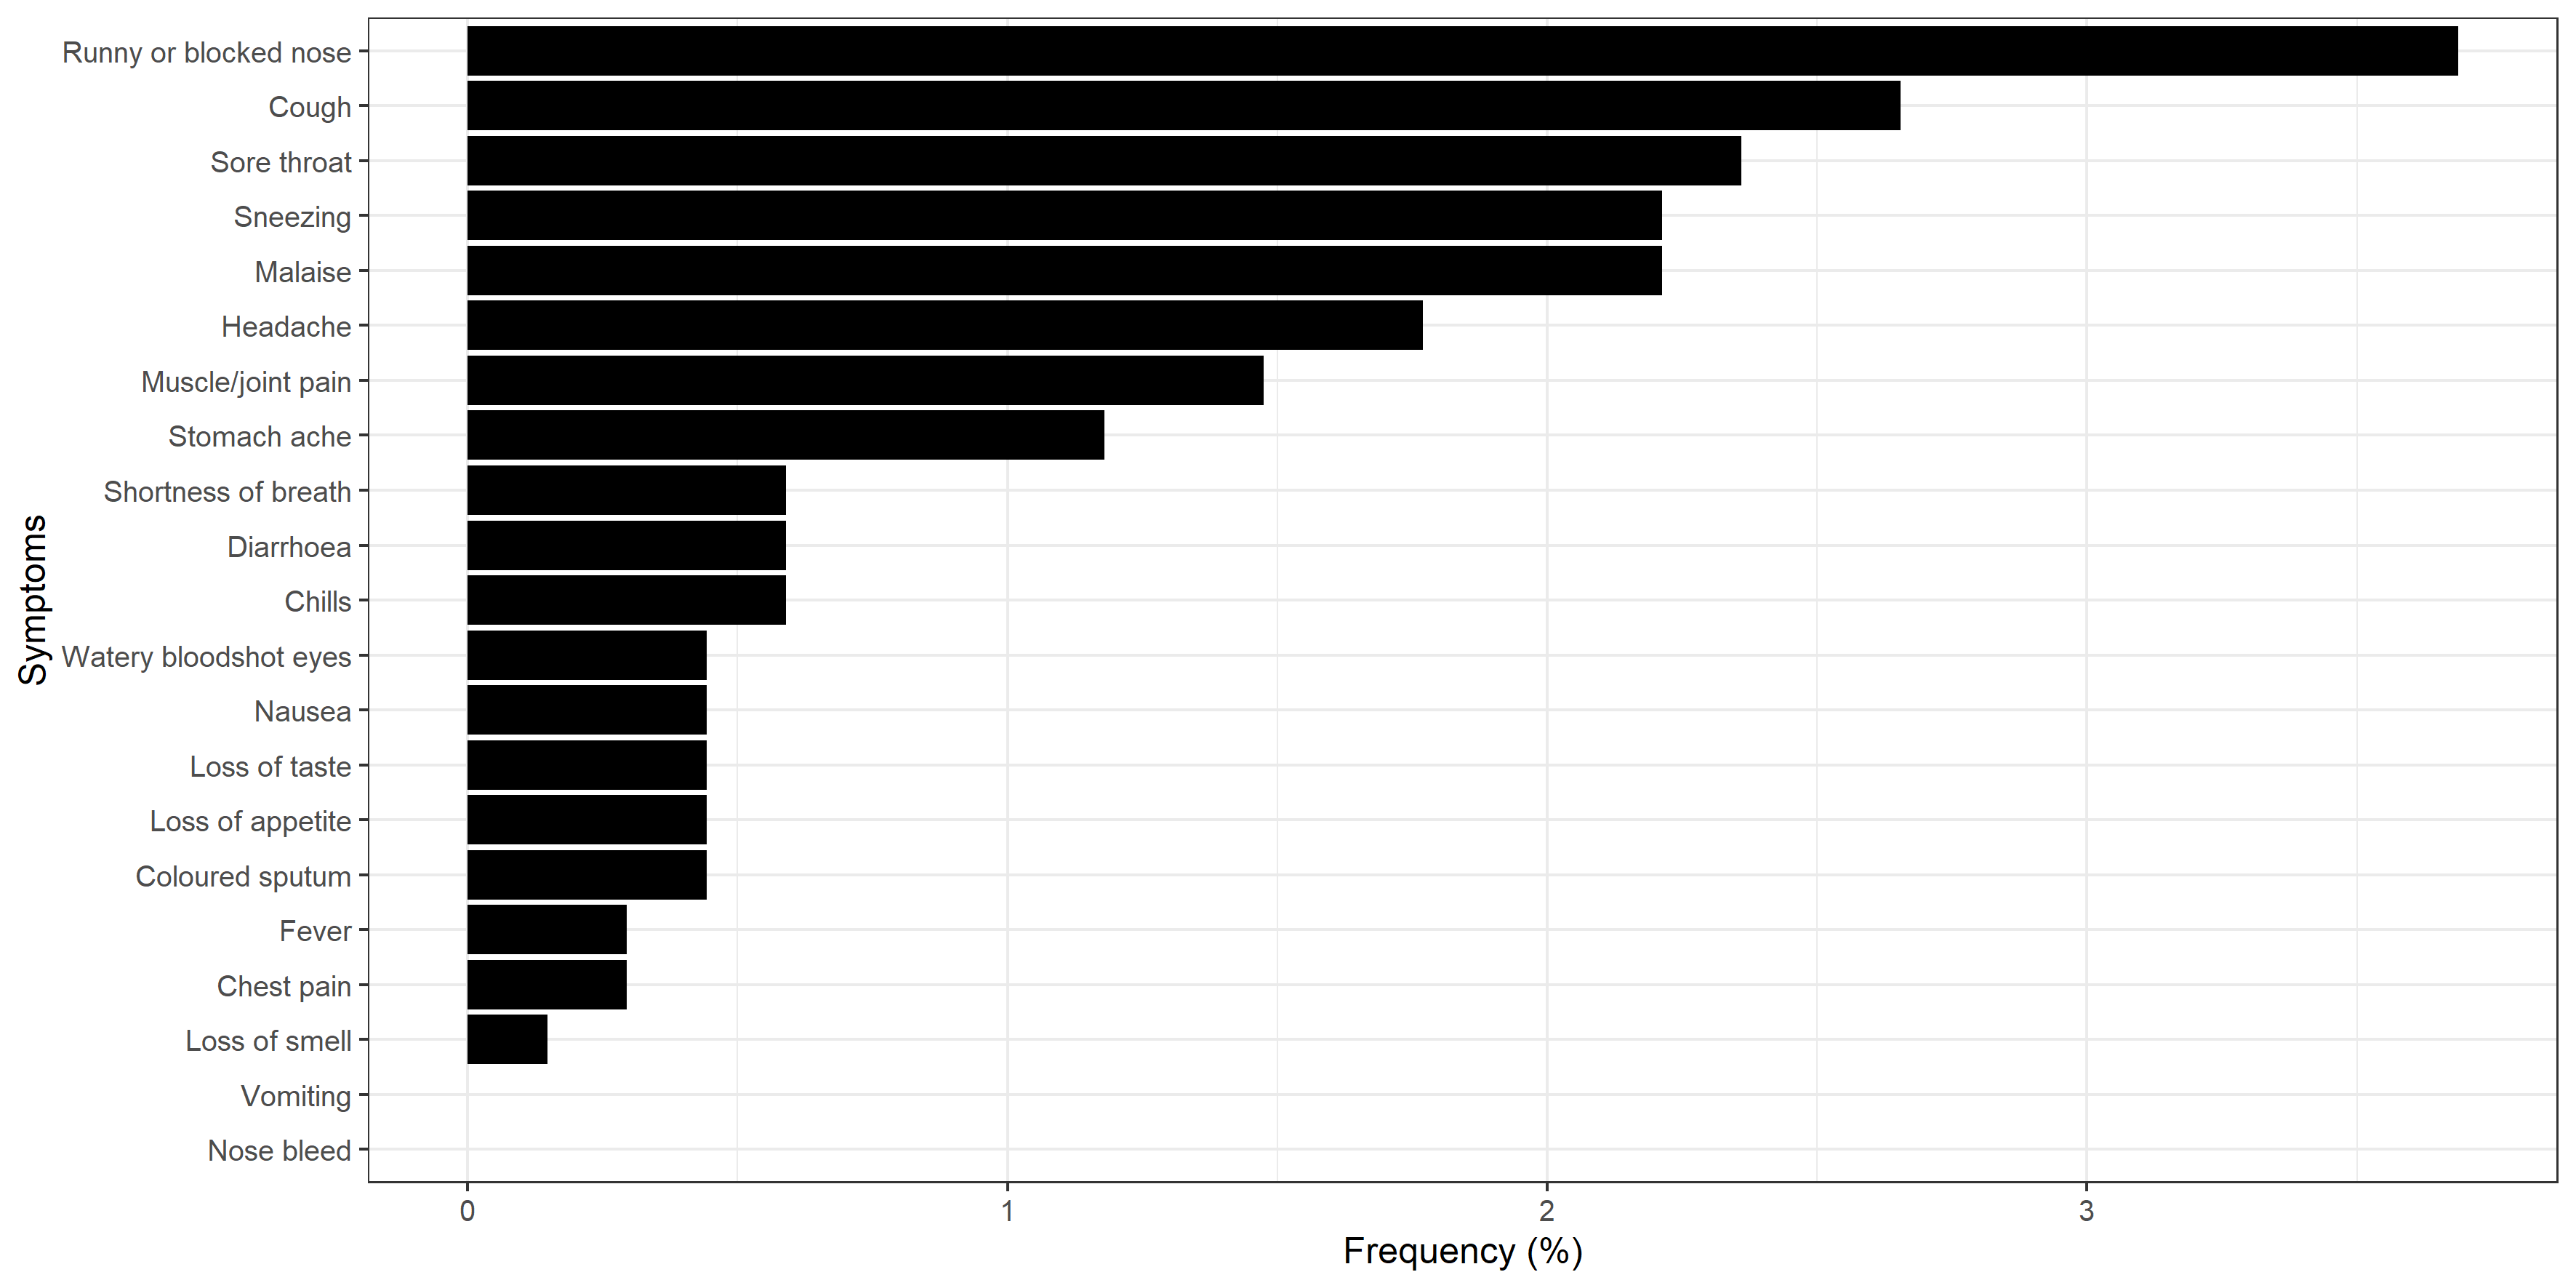 Symptoms
Runny or blocked nose
Cough
Sore throat
Sneezing
Malaise
Headache
Muscle/joint pain
Stomach ache
Shortness of breath
Diarrhoea
Chills
Watery bloodshot eyes
Nausea
Loss of taste
Loss of appetite
Coloured sputum
Fever
Chest pain
Loss of smell
Vomiting
Nose bleed
0 1 2 3
Frequency (%)